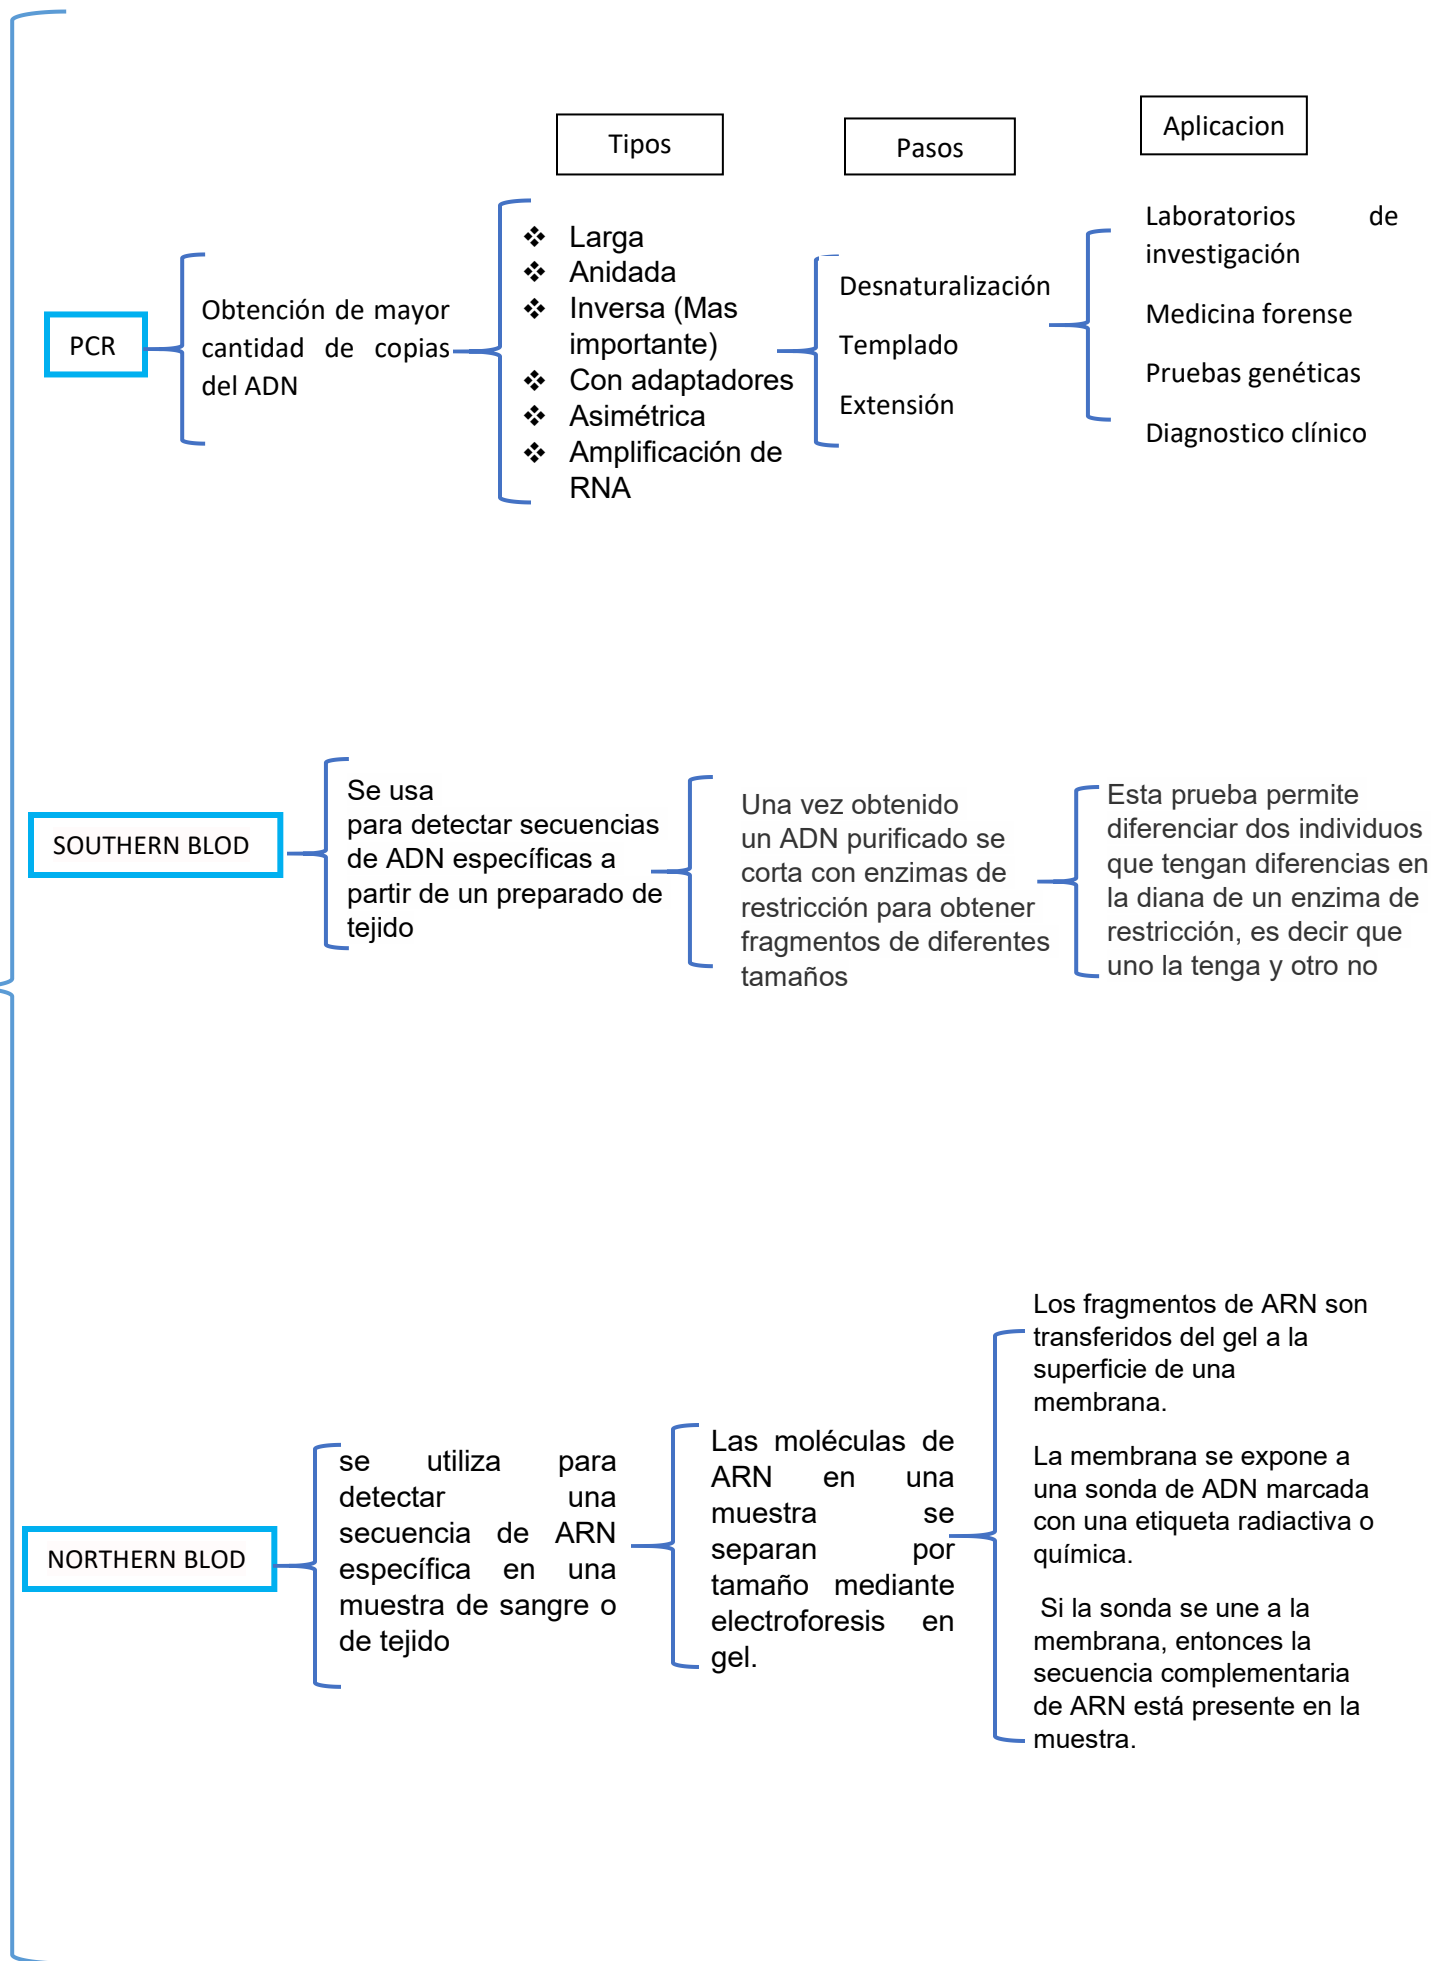 Tipos
Pasos
Aplicacion
PCR
Obtención de mayor
cantidad de copias
del ADN
❖ Larga
❖ Anidada
❖ Inversa (Mas
importante)
❖ Con adaptadores
❖ Asimétrica
❖ Amplificación de
RNA
Desnaturalización
Templado
Extensión
Laboratorios de
investigación
Medicina forense
Pruebas genéticas
Diagnostico clínico
SOUTHERN BLOD
Se usa
para detectar secuencias
de ADN específicas a
partir de un preparado de
tejido
Una vez obtenido
un ADN purificado se
corta con enzimas de
restricción para obtener
fragmentos de diferentes
tamaños
Esta prueba permite
diferenciar dos individuos
que tengan diferencias en
la diana de un enzima de
restricción, es decir que
uno la tenga y otro no
NORTHERN BLOD
se utiliza para
detectar una
secuencia de ARN
específica en una
muestra de sangre o
de tejido
Las moléculas de
ARN en una
muestra se
separan por
tamaño mediante
electroforesis en
gel.
Los fragmentos de ARN son
transferidos del gel a la
superficie de una
membrana.
La membrana se expone a
una sonda de ADN marcada
con una etiqueta radiactiva o
química.
Si la sonda se une a la
membrana, entonces la
secuencia complementaria
de ARN está presente en la
muestra.